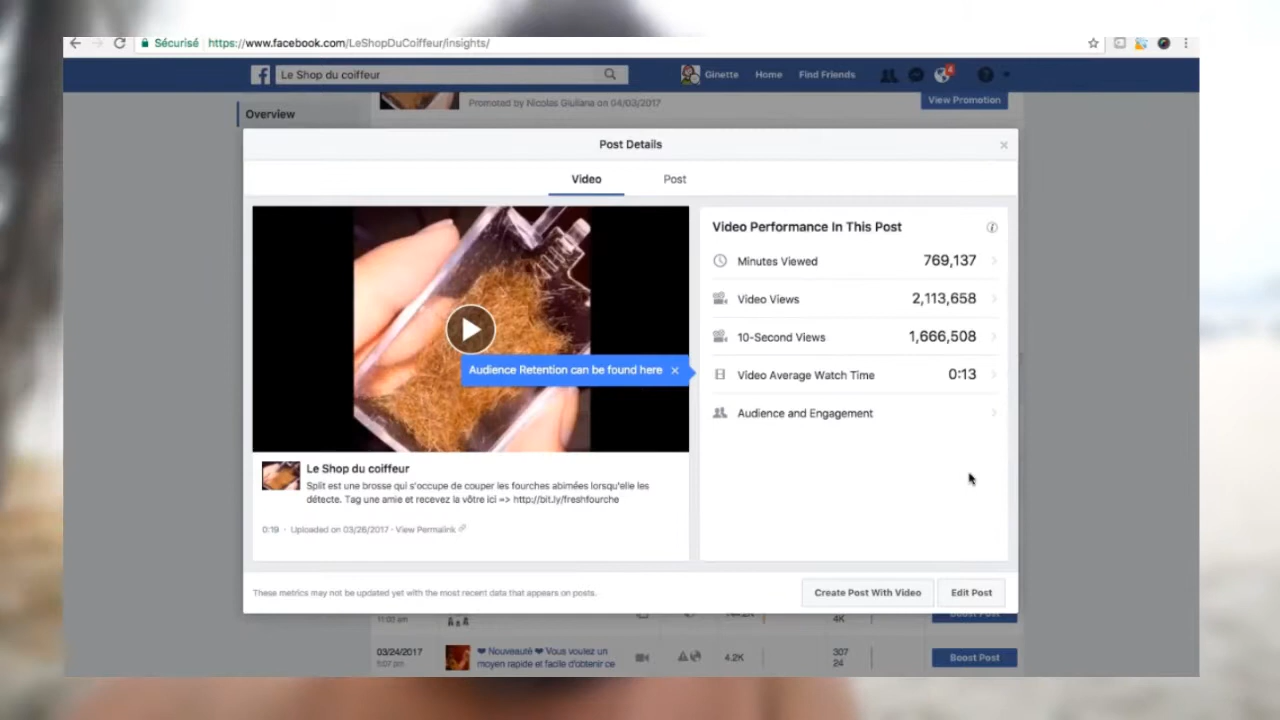 Sécurisé https://www.facebook.com/LeShopDuCoiffeur/insights/
Le Shop du coiffeur
Ginette Home Find Friends
4
Promoted by Nicolas Giuliana on 04/03/2017
View Promotion
Overview
Post Details
Video Post
Video Performance In This Post
Minutes Viewed 769,137
Video Views 2,113,658
10-Second Views 1,666,508
Audience Retention can be found here
Video Average Watch Time 0:13
Audience and Engagement
Le Shop du coiffeur
Split est une brosse qui s'occupe de couper les fourches abimées lorsqu'elle les
détecte. Tag une amie et recevez la vôtre ici => http://bit.ly/freshfourche
0:19 · Uploaded on 03/26/2017 · View Permalink
These metrics may not be updated yet with the most recent data that appears on posts.
Create Post With Video Edit Post
11:03 am 4K Boost Post
03/24/2017 ❤ Nouveauté ❤ Vous voulez un 307
5:07 pm moyen rapide et facile d'obtenir ce 4.2K 24 Boost Post